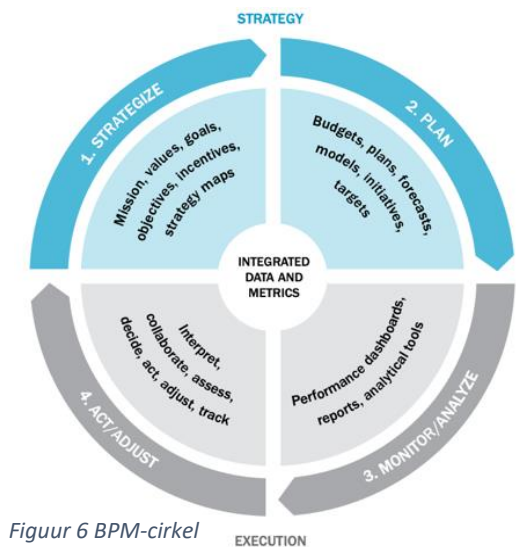 STRATEGY
1. STRATEGIZE
Mission, values, goals,
objectives, incentives,
strategy maps
2. PLAN
Budgets, plans, forecasts,
models, initiatives,
targets
INTEGRATED
DATA AND
METRICS
Interpret,
collaborate, assess,
decide, act, adjust, track
4. ACT/ADJUST
Performance dashboards,
reports, analytical tools
3. MONITOR/ANALYZE
Figuur 6 BPM-cirkel
EXECUTION